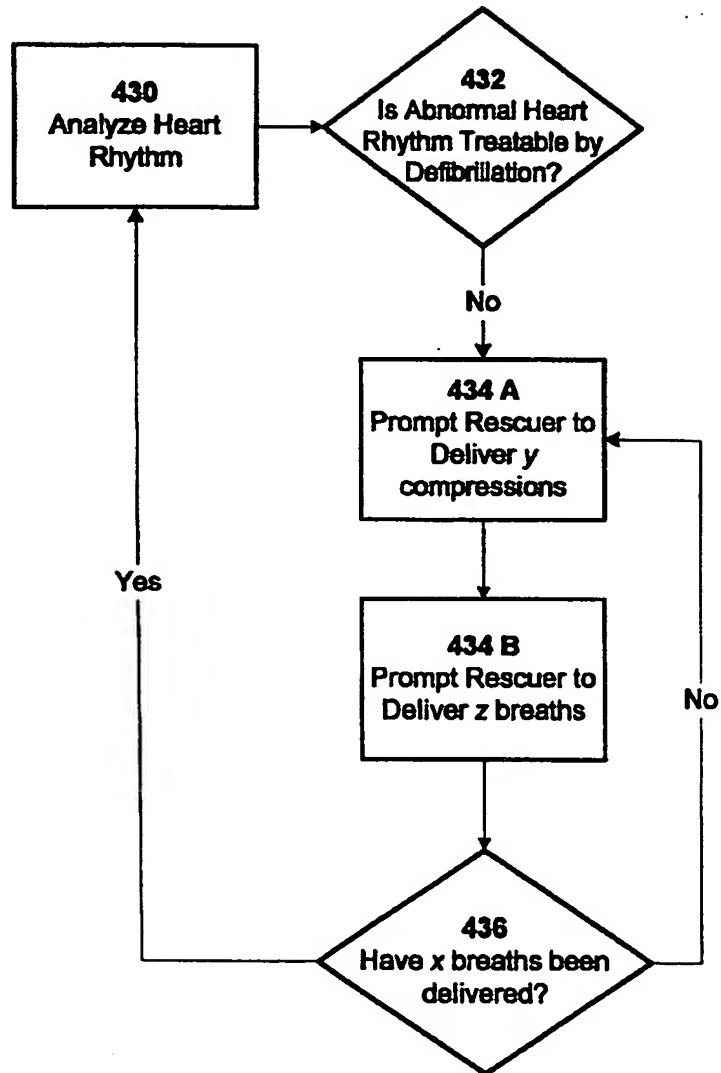 430
Analyze Heart
Rhythm
432
Is Abnormal Heart
Rhythm Treatable by
Defibrillation?
No
434 A
Prompt Rescuer to
Deliver y
compressions
Yes
434 B
Prompt Rescuer to
Deliver z breaths
No
436
Have x breaths been
delivered?